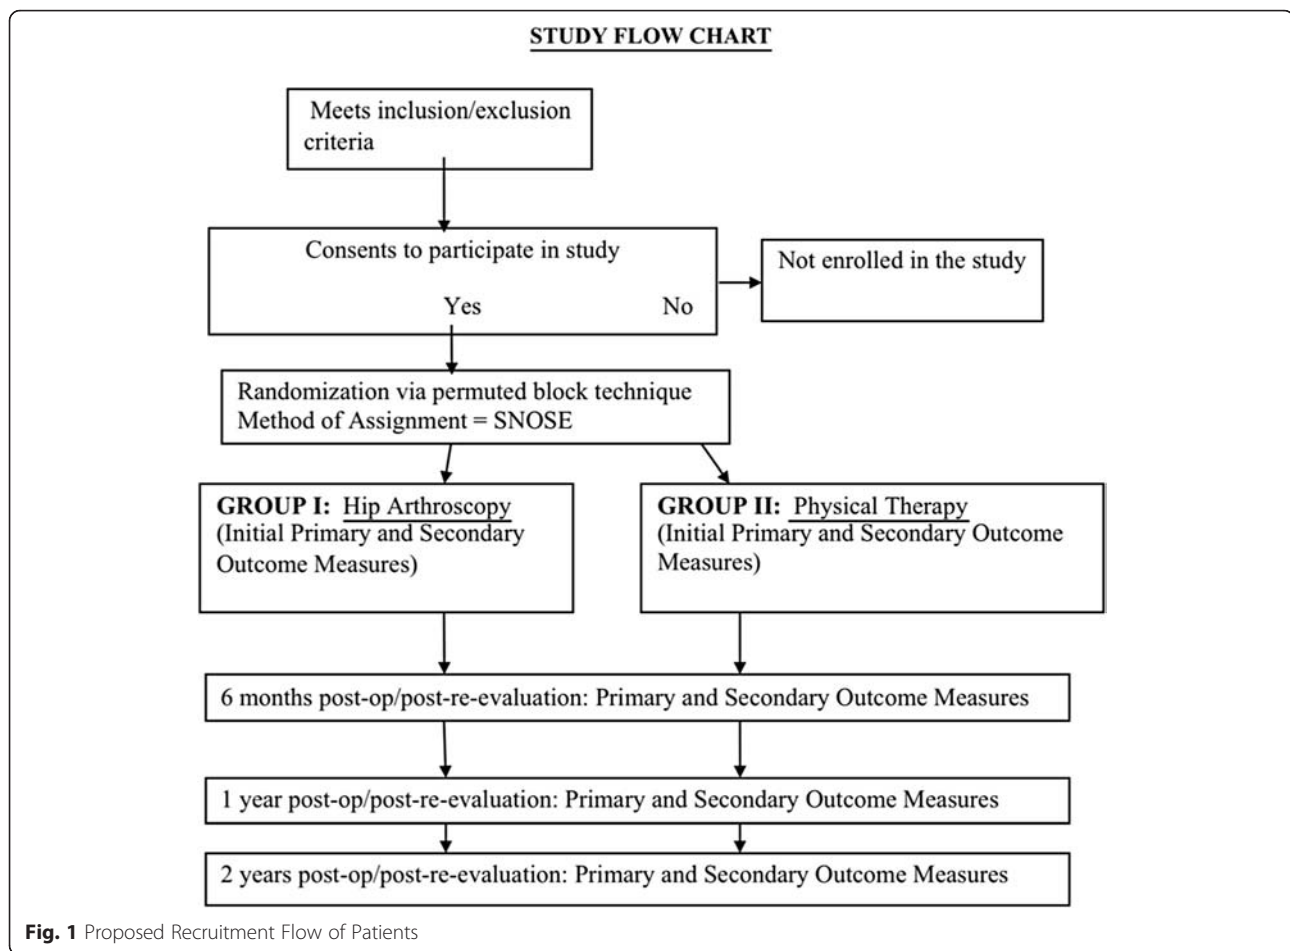 STUDY FLOW CHART
Meets inclusion/exclusion
criteria
Consents to participate in study
Yes No
Not enrolled in the study
Randomization via permuted block technique
Method of Assignment = SNOSE
GROUP I: Hip Arthroscopy
(Initial Primary and Secondary
Outcome Measures)
GROUP II: Physical Therapy
(Initial Primary and Secondary Outcome
Measures)
6 months post-op/post-re-evaluation: Primary and Secondary Outcome Measures
1 year post-op/post-re-evaluation: Primary and Secondary Outcome Measures
2 years post-op/post-re-evaluation: Primary and Secondary Outcome Measures
Fig. 1 Proposed Recruitment Flow of Patients